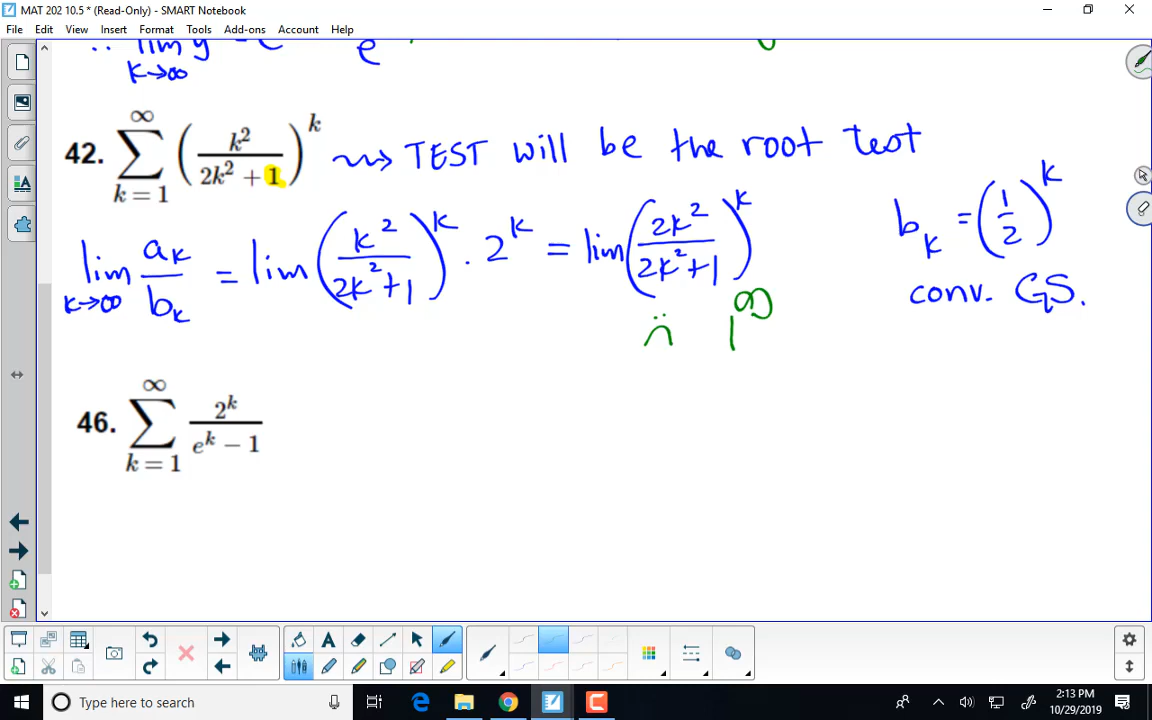 MAT 202 10.5 * (Read-Only) - SMART Notebook
File Edit View Insert Format Tools Add-ons Account Help
lim y
k→∞
e
42. ∞ ∑ k = 1 ( k² / 2k² + 1 )^k ⇝ TEST will be the root test
lim k→∞ a_k / b_k = lim ( k² / 2k²+1 )^k · 2^k = lim ( 2k² / 2k²+1 )^k
b_k = ( 1 / 2 )^k
conv. GS.
1^∞
46. ∞ ∑ k = 1 2^k / e^k − 1
Type here to search
2:13 PM
10/29/2019